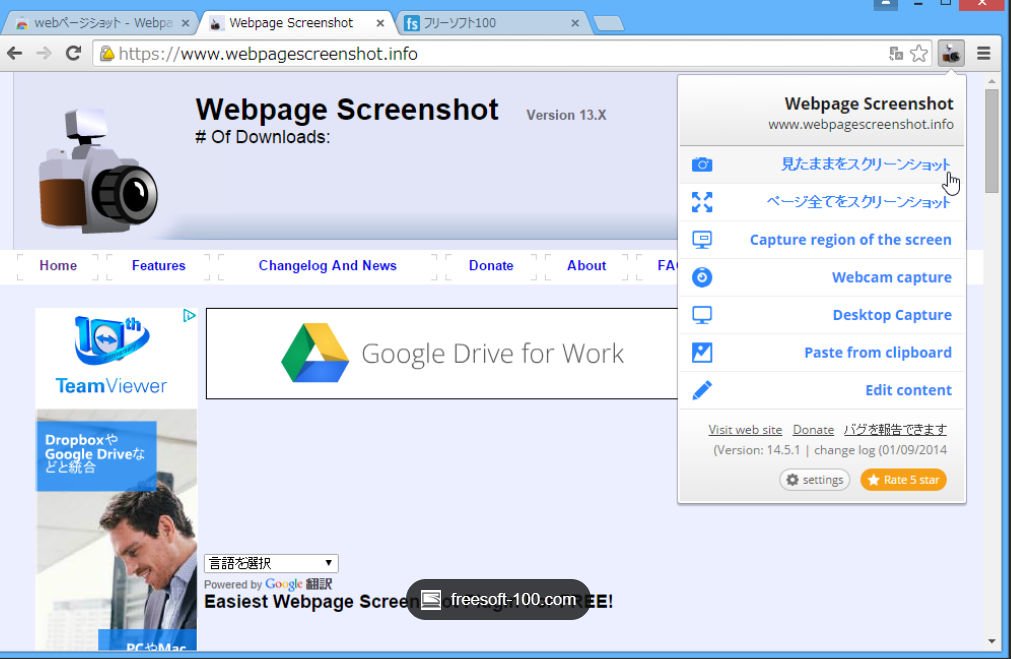 webページショット - Webpa
Webpage Screenshot
フリーソフト100
https://www.webpagescreenshot.info
Webpage Screenshot
Version 13.X
# Of Downloads:
Webpage Screenshot
www.webpagescreenshot.info
見たままをスクリーンショット
ページ全てをスクリーンショット
Capture region of the screen
Webcam capture
Desktop Capture
Paste from clipboard
Edit content
Visit web site Donate バグを報告できます
(Version: 14.5.1 | change log (01/09/2014
settings
Rate 5 star
Home
Features
Changelog And News
Donate
About
10th
TeamViewer
Dropboxや
Google Driveな
どと統合
PCやMac
Google Drive for Work
言語を選択
Powered by Google 翻訳
Easiest Webpage Screen FREE!
freesoft-100.com